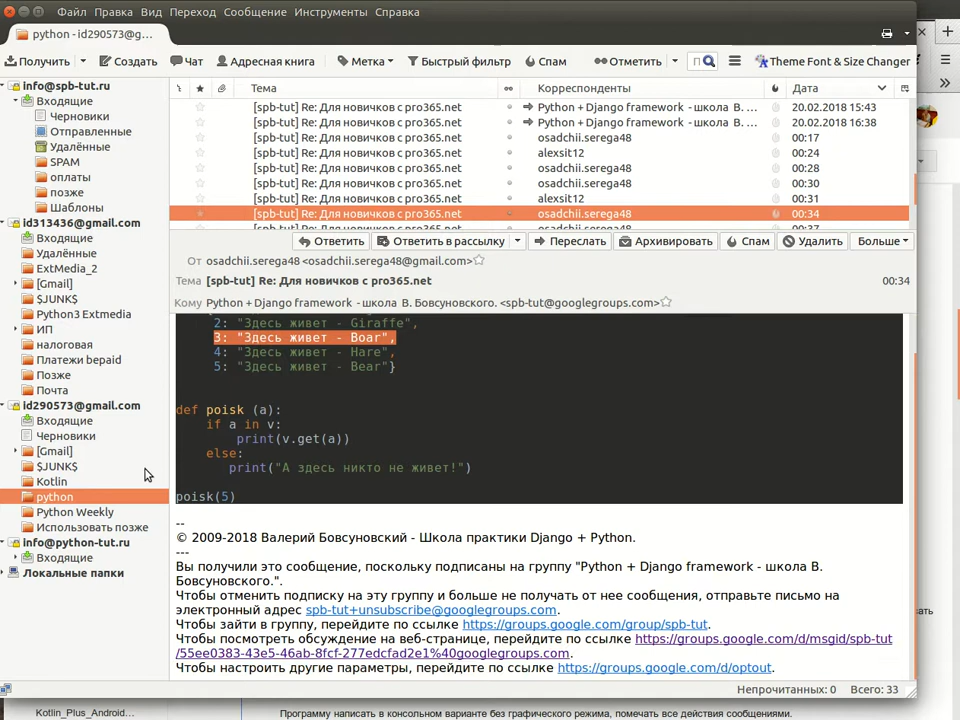 Файл Правка Вид Переход Сообщение Инструменты Справка
python - id290573@g...
Получить Создать Чат Адресная книга Метка Быстрый фильтр Спам Отметить П Theme Font & Size Changer
info@spb-tut.ru
Входящие
Черновики
Отправленные
Удалённые
SPAM
оплаты
позже
Шаблоны
id313436@gmail.com
Входящие
Удалённые
ExtMedia_2
[Gmail]
$JUNK$
Python3 Extmedia
ИП
налоговая
Платежи bepaid
Позже
Почта
id290573@gmail.com
Входящие
Черновики
[Gmail]
$JUNK$
Kotlin
python
Python Weekly
Использовать позже
info@python-tut.ru
Входящие
Локальные папки
Тема Корреспонденты Дата
[spb-tut] Re: Для новичков с pro365.net Python + Django framework - школа В. ... 20.02.2018 15:43
[spb-tut] Re: Для новичков с pro365.net Python + Django framework - школа В. ... 20.02.2018 16:38
[spb-tut] Re: Для новичков с pro365.net osadchii.serega48 00:17
[spb-tut] Re: Для новичков с pro365.net alexsit12 00:24
[spb-tut] Re: Для новичков с pro365.net osadchii.serega48 00:28
[spb-tut] Re: Для новичков с pro365.net osadchii.serega48 00:30
[spb-tut] Re: Для новичков с pro365.net alexsit12 00:31
[spb-tut] Re: Для новичков с pro365.net osadchii.serega48 00:34
[spb-tut] Re: Для новичков с pro365.net osadchii.serega48 00:37
Ответить Ответить в рассылку Переслать Архивировать Спам Удалить Больше
От osadchii.serega48 <osadchii.serega48@gmail.com>
Тема [spb-tut] Re: Для новичков с pro365.net 00:34
Кому Python + Django framework - школа В. Бовсуновского. <spb-tut@googlegroups.com>
2: "Здесь живет - Giraffe",
3: "Здесь живет - Boar",
4: "Здесь живет - Hare",
5: "Здесь живет - Bear"}
def poisk (a):
if a in v:
print(v.get(a))
else:
print("А здесь никто не живет!")
poisk(5)
--
© 2009-2018 Валерий Бовсуновский - Школа практики Django + Python.
---
Вы получили это сообщение, поскольку подписаны на группу "Python + Django framework - школа В.
Бовсуновского.".
Чтобы отменить подписку на эту группу и больше не получать от нее сообщения, отправьте письмо на
электронный адрес spb-tut+unsubscribe@googlegroups.com.
Чтобы зайти в группу, перейдите по ссылке https://groups.google.com/group/spb-tut.
Чтобы посмотреть обсуждение на веб-странице, перейдите по ссылке https://groups.google.com/d/msgid/spb-tut
/55ee0383-43e5-46ab-8fcf-277edcfad2e1%40googlegroups.com.
Чтобы настроить другие параметры, перейдите по ссылке https://groups.google.com/d/optout.
Непрочитанных: 0 Всего: 33
Kotlin_Plus_Android...
Программу написать в консольном варианте без графического режима, помечать все действия сообщениями.